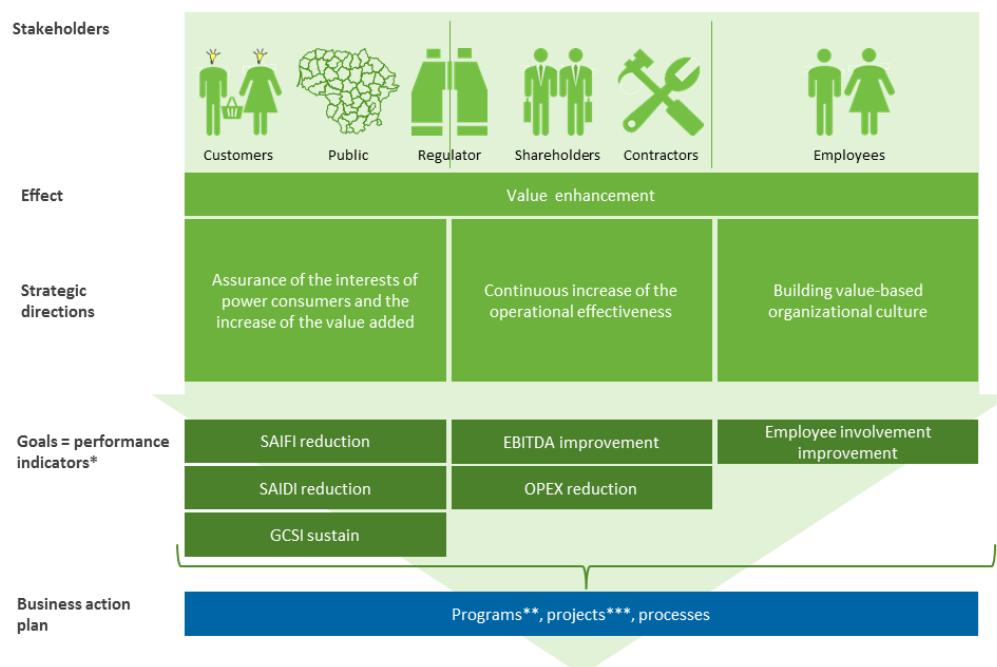 Stakeholders
Customers
Public
Regulator
Shareholders
Contractors
Employees
Effect
Value enhancement
Strategic
directions
Assurance of the interests of
power consumers and the
increase of the value added
Continuous increase of the
operational effectiveness
Building value-based
organizational culture
Goals = performance
indicators*
SAIFI reduction
EBITDA improvement
Employee involvement
improvement
SAIDI reduction
OPEX reduction
GCSI sustain
Business action
plan
Programs**, projects***, processes